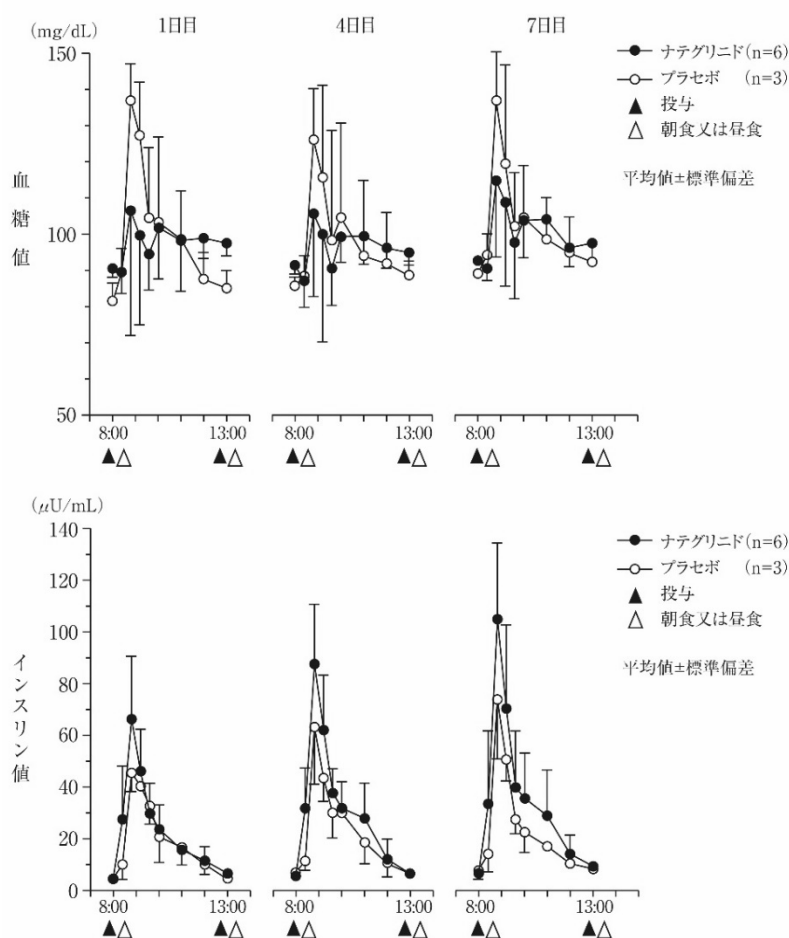 1日目 4日目 7日目
(mg/dL)
150
100
50
血糖値
8:00 13:00 8:00 13:00 8:00 13:00
ナテグリニド(n=6)
プラセボ (n=3)
投与
朝食又は昼食
平均値±標準偏差
(μU/mL)
140
120
100
80
60
40
20
0
インスリン値
8:00 13:00 8:00 13:00 8:00 13:00
ナテグリニド(n=6)
プラセボ (n=3)
投与
朝食又は昼食
平均値±標準偏差